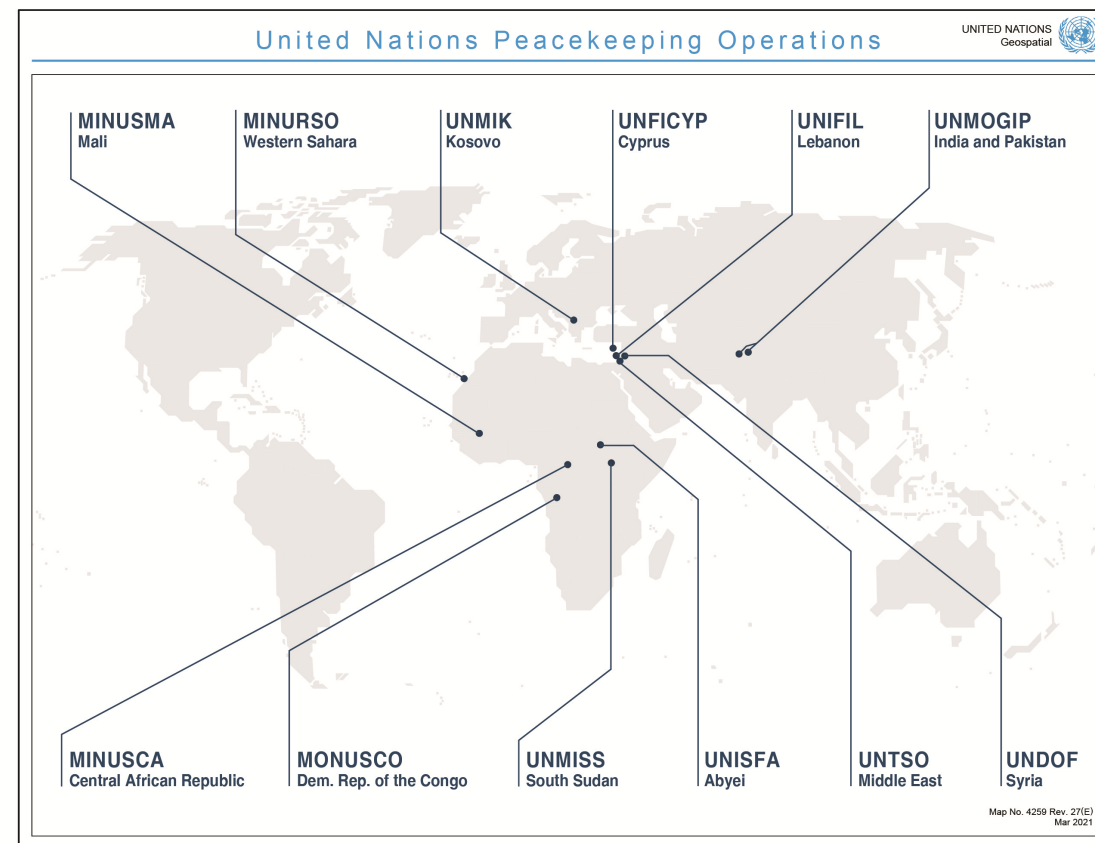 United Nations Peacekeeping Operations
UNITED NATIONS
Geospatial
MINUSMA
Mali
MINURSO
Western Sahara
UNMIK
Kosovo
UNFICYP
Cyprus
UNIFIL
Lebanon
UNMOGIP
India and Pakistan
MINUSCA
Central African Republic
MONUSCO
Dem. Rep. of the Congo
UNMISS
South Sudan
UNISFA
Abyei
UNTSO
Middle East
UNDOF
Syria
Map No. 4259 Rev. 27(E)
Mar 2021